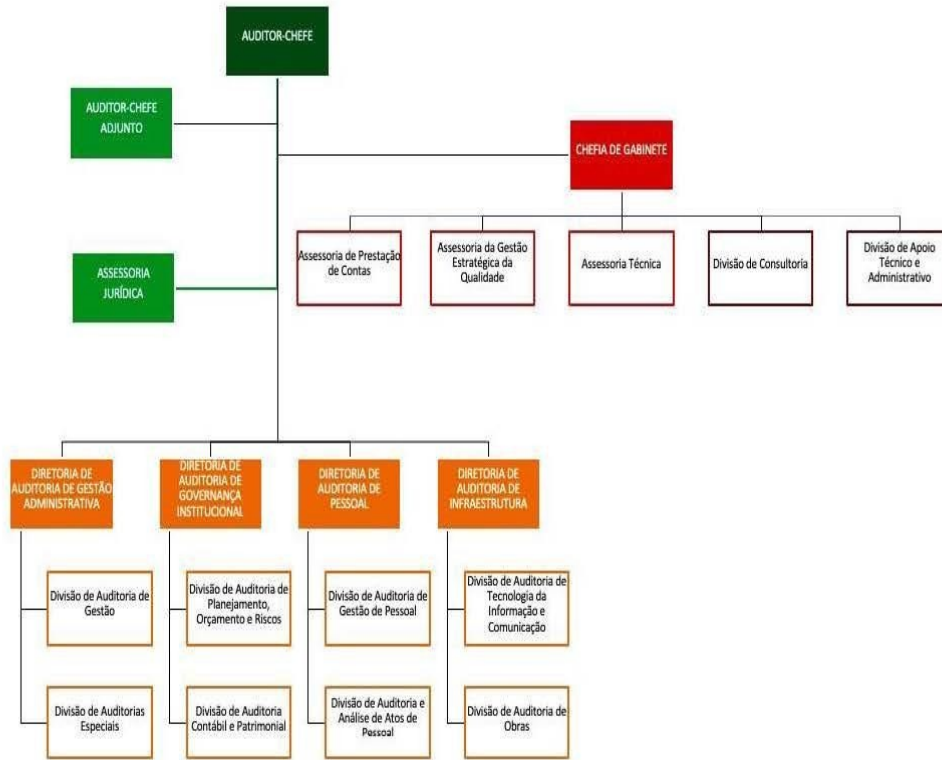 AUDITOR-CHEFE
AUDITOR-CHEFE
ADJUNTO
CHEFIA DE GABINETE
Assessoria de Prestação
de Contas
Assessoria da Gestão
Estratégica da
Qualidade
Assessoria Técnica
Divisão de Consultoria
Divisão de Apoio
Técnico e
Administrativo
ASSESSORIA
JURÍDICA
DIRETORIA DE
AUDITORIA DE GESTÃO
ADMINISTRATIVA
DIRETORIA DE
AUDITORIA DE
GOVERNANÇA
INSTITUCIONAL
DIRETORIA DE
AUDITORIA DE
PESSOAL
DIRETORIA DE
AUDITORIA DE
INFRAESTRUTURA
Divisão de Auditoria de
Gestão
Divisão de Auditoria de
Planejamento,
Orçamento e Riscos
Divisão de Auditoria de
Gestão de Pessoal
Divisão de Auditoria de
Tecnologia da
Informação e
Comunicação
Divisão de Auditorias
Especiais
Divisão de Auditoria
Contábil e Patrimonial
Divisão de Auditoria e
Análise de Atos de
Pessoal
Divisão de Auditoria de
Obras